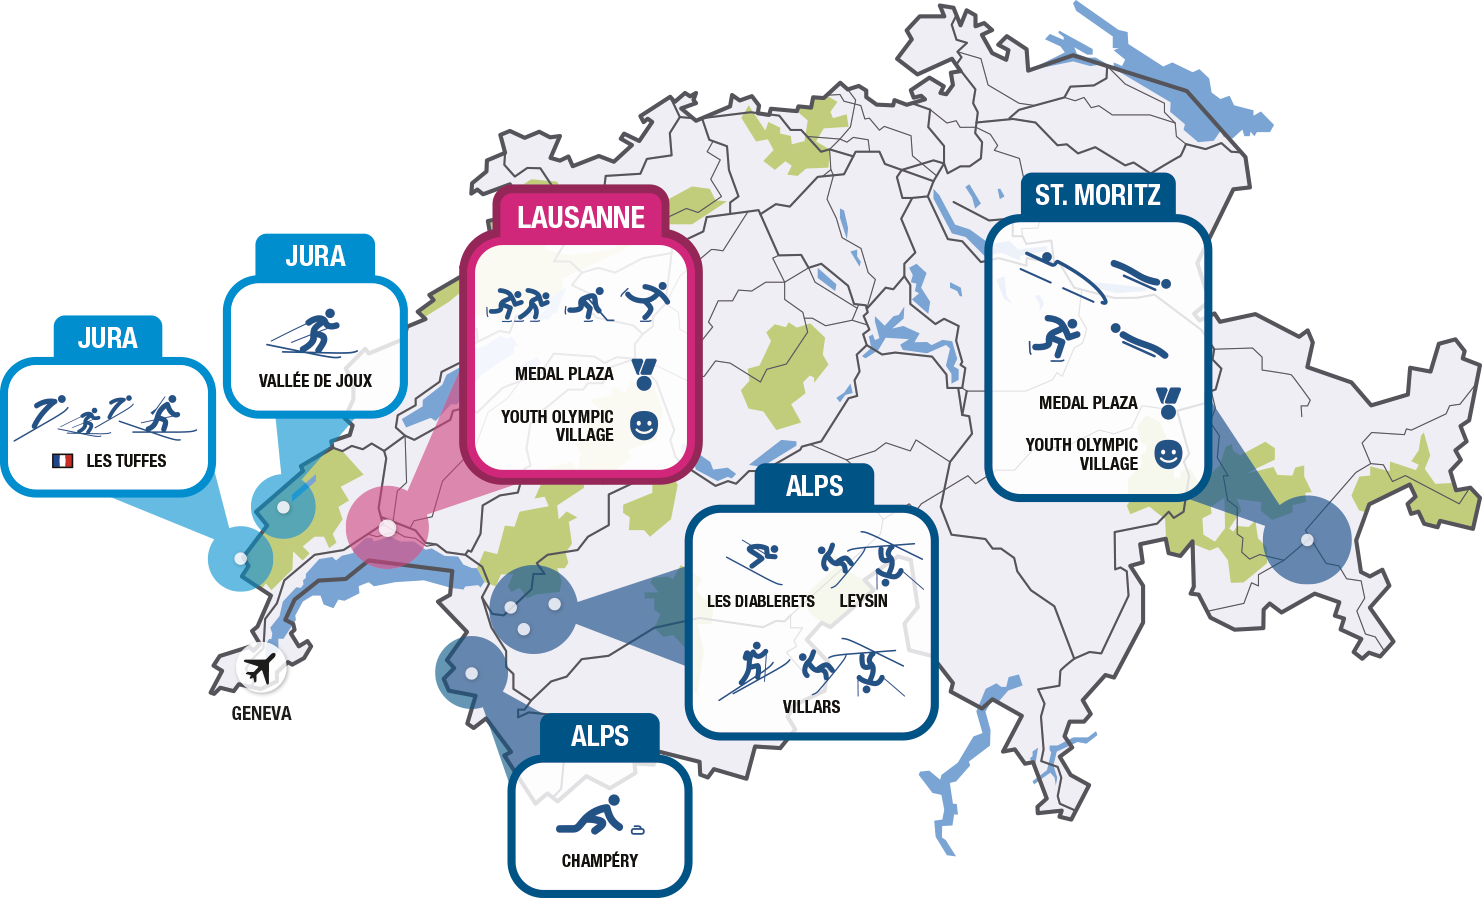 ST. MORITZ
MEDAL PLAZA
YOUTH OLYMPIC
VILLAGE
LAUSANNE
MEDAL PLAZA
YOUTH OLYMPIC
VILLAGE
JURA
VALLÉE DE JOUX
JURA
LES TUFFES
ALPS
LES DIABLERETS
LEYSIN
VILLARS
GENEVA
ALPS
CHAMPÉRY